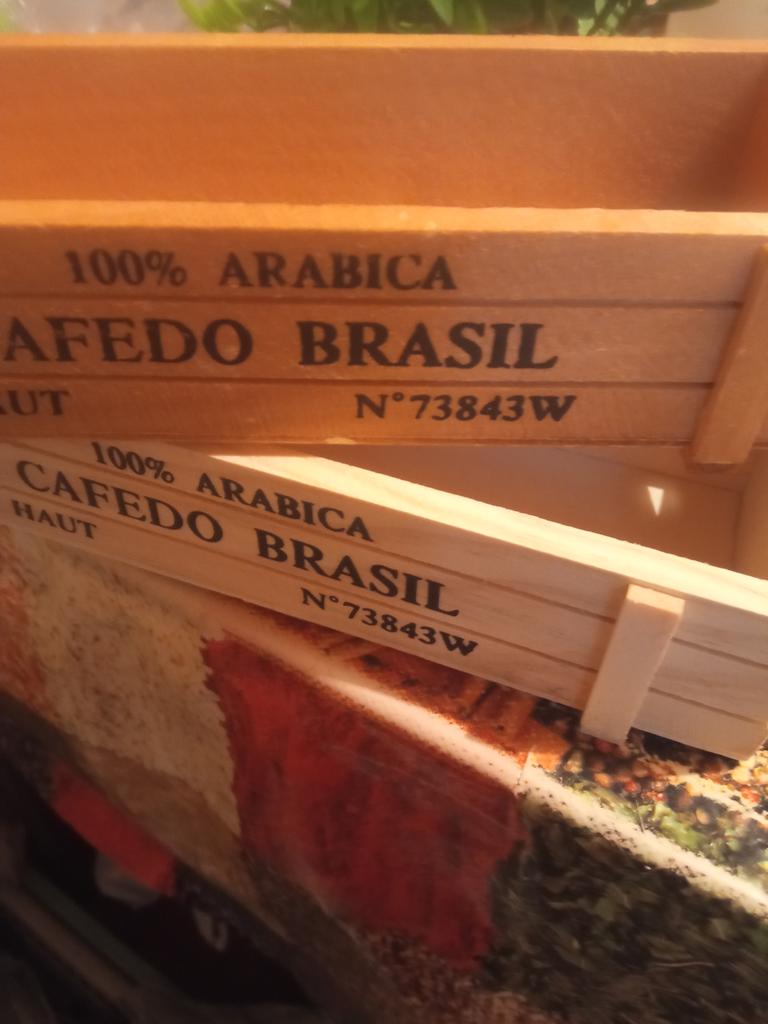 100% ARABICA
AFEDO BRASIL
AUT
N°73843W
100% ARABICA
CAFEDO BRASIL
HAUT
N°73843W